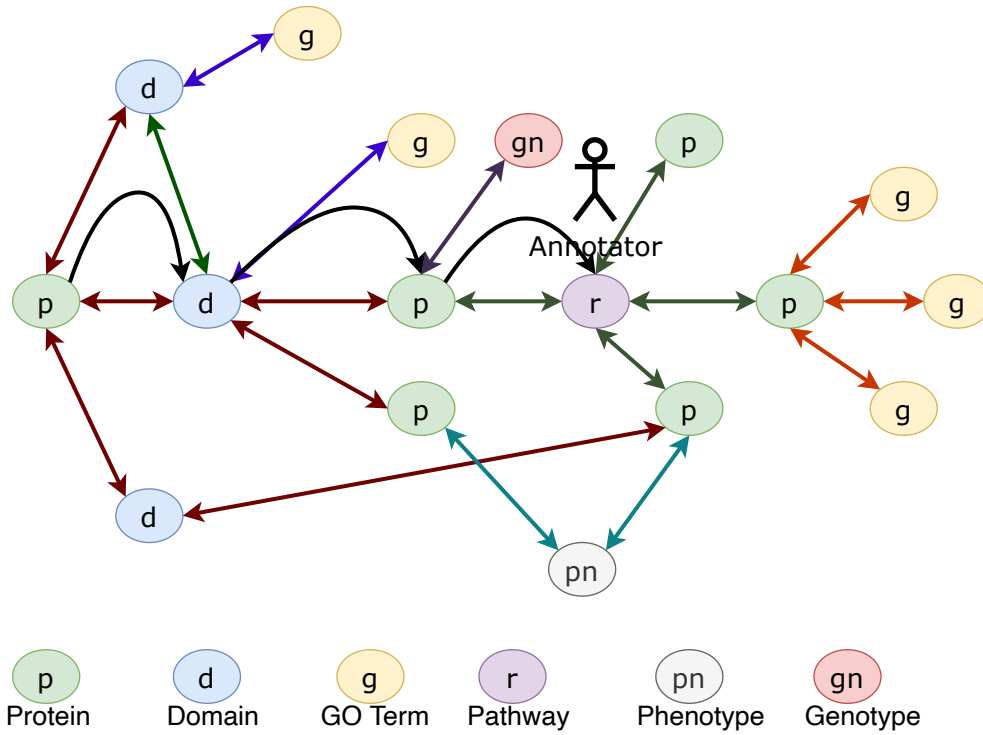 g
d
g
gn
p
g
Annotator
p
d
p
r
p
g
p
p
g
d
pn
p
d
g
r
pn
gn
Protein
Domain
GO Term
Pathway
Phenotype
Genotype